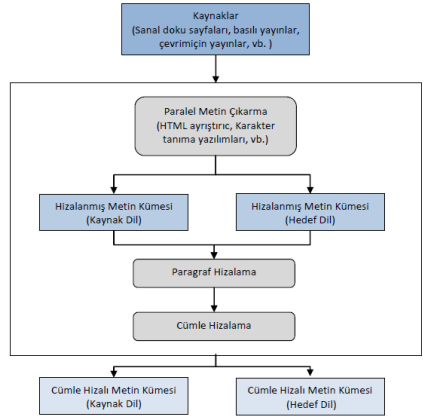 Kaynaklar
(Sanal doku sayfaları, basılı yayınlar,
çevrimiçin yayınlar, vb. )
Paralel Metin Çıkarma
(HTML ayrıştırıc, Karakter
tanıma yazılımları, vb.)
Hizalanmış Metin Kümesi
(Kaynak Dil)
Hizalanmış Metin Kümesi
(Hedef Dil)
Paragraf Hizalama
Cümle Hizalama
Cümle Hizalı Metin Kümesi
(Kaynak Dil)
Cümle Hizalı Metin Kümesi
(Hedef Dil)